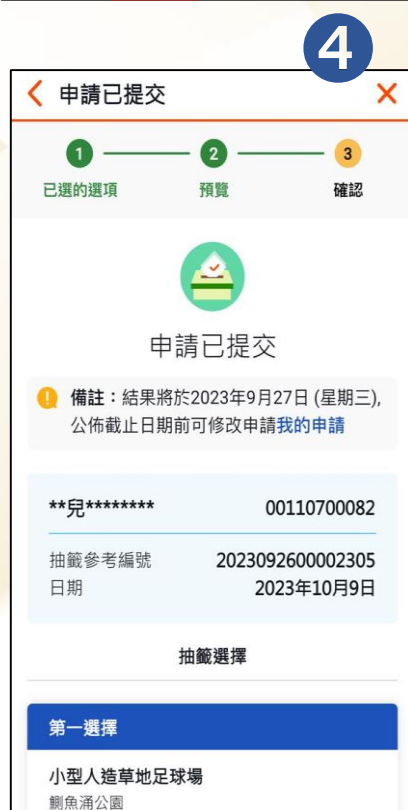 4
申請已提交
1 2 3
已選的選項 預覽 確認
申請已提交
備註：結果將於2023年9月27日 (星期三),
公佈截止日期前可修改申請我的申請
**兒******** 00110700082
抽籤參考編號 2023092600002305
日期 2023年10月9日
抽籤選擇
第一選擇
小型人造草地足球場
鰂魚涌公園